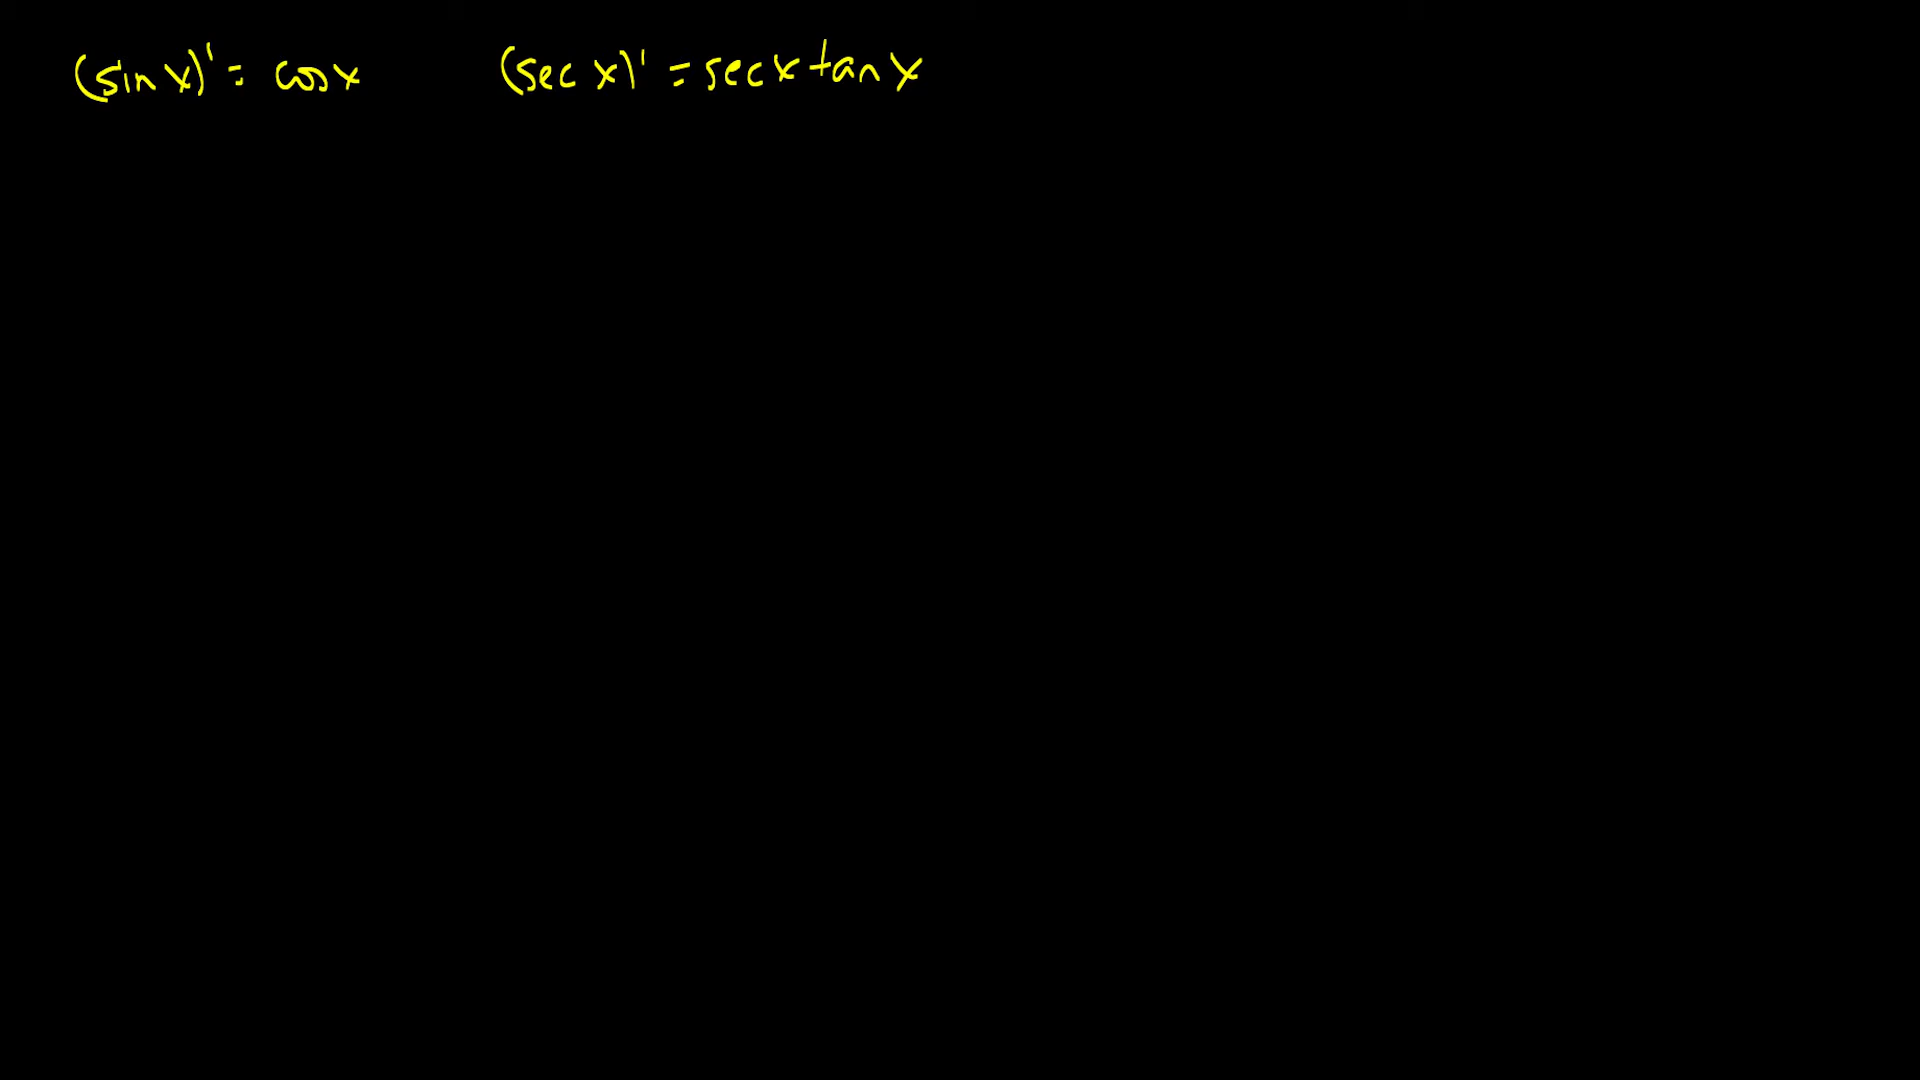 (sin x)' = cos x (sec x)' = sec x tan x